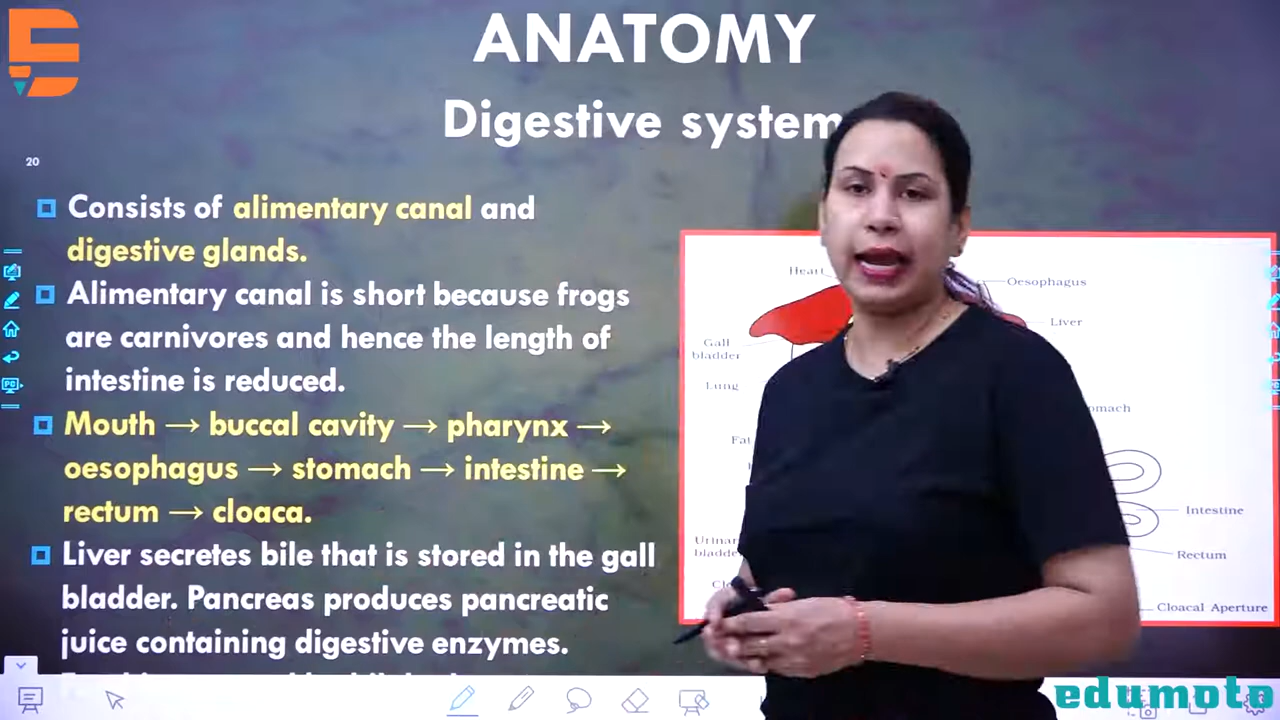 ANATOMY
Digestive system
20
Consists of alimentary canal and
digestive glands.
Alimentary canal is short because frogs
are carnivores and hence the length of
intestine is reduced.
Mouth → buccal cavity → pharynx →
oesophagus → stomach → intestine →
rectum → cloaca.
Liver secretes bile that is stored in the gall
bladder. Pancreas produces pancreatic
juice containing digestive enzymes.
Heart
Oesophagus
Liver
Gall
bladder
Lung
Intestine
Rectum
bladder
Cloacal Aperture
edumoto